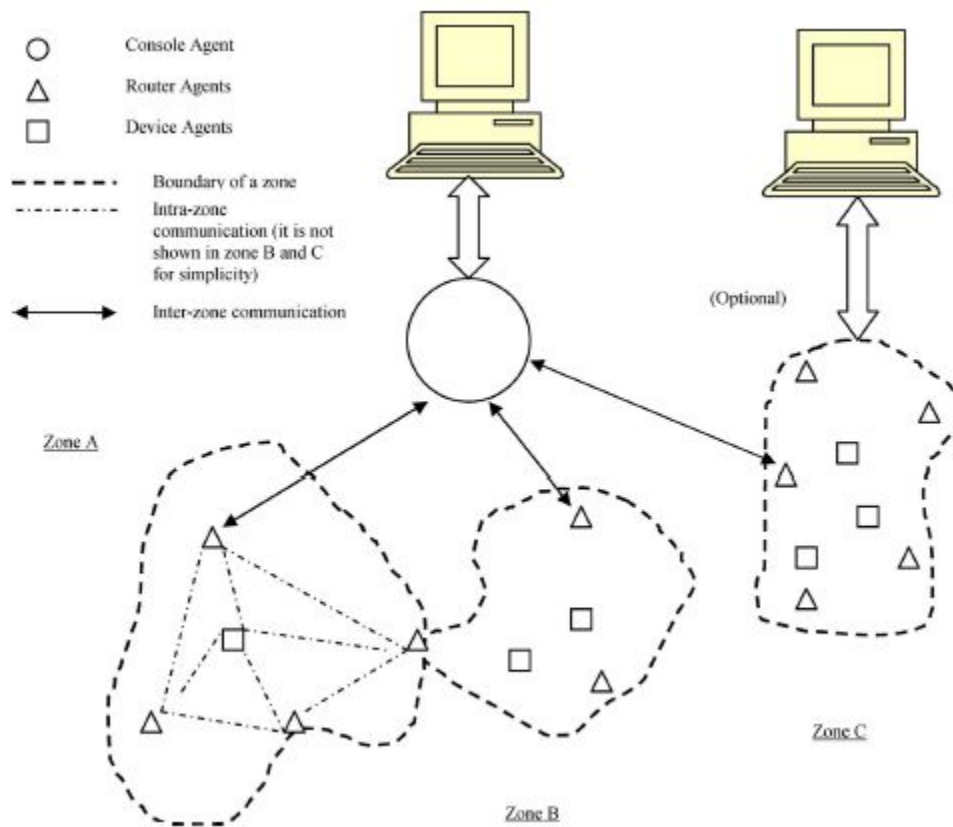 Console Agent
Router Agents
Device Agents
Boundary of a zone
Intra-zone
communication (it is not
shown in zone B and C
for simplicity)
Inter-zone communication
(Optional)
Zone A
Zone C
Zone B